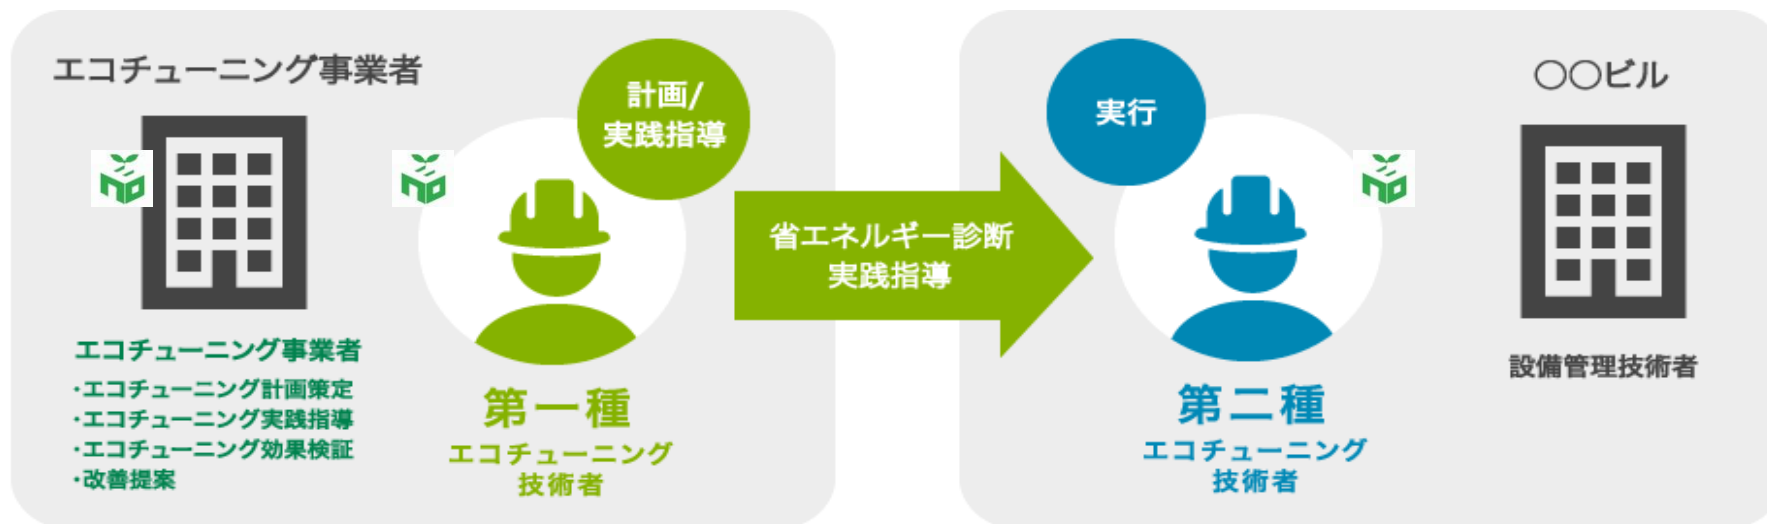 エコチューニング事業者
エコチューニング事業者
・エコチューニング計画策定
・エコチューニング実践指導
・エコチューニング効果検証
・改善提案
計画/
実践指導
第一種
エコチューニング
技術者
省エネルギー診断
実践指導
実行
第二種
エコチューニング
技術者
〇〇ビル
設備管理技術者